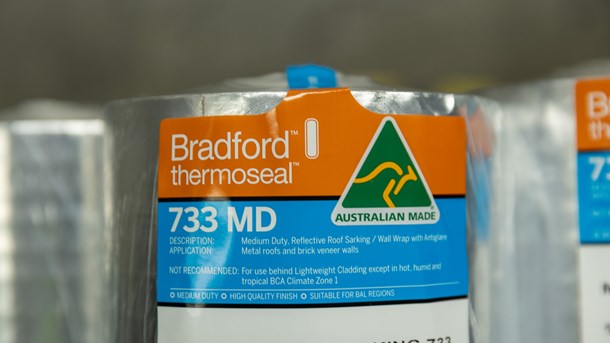 Bradford™
thermoseal™
AUSTRALIAN MADE
733 MD
DESCRIPTION: Medium Duty, Reflective Roof Sarking / Wall Wrap with Antiglare
APPLICATION: Metal roofs and brick veneer walls
NOT RECOMMENDED: For use behind Lightweight Cladding except in hot, humid and
tropical BCA Climate Zone 1
MEDIUM DUTY HIGH QUALITY FINISH SUITABLE FOR BAL REGIONS
733